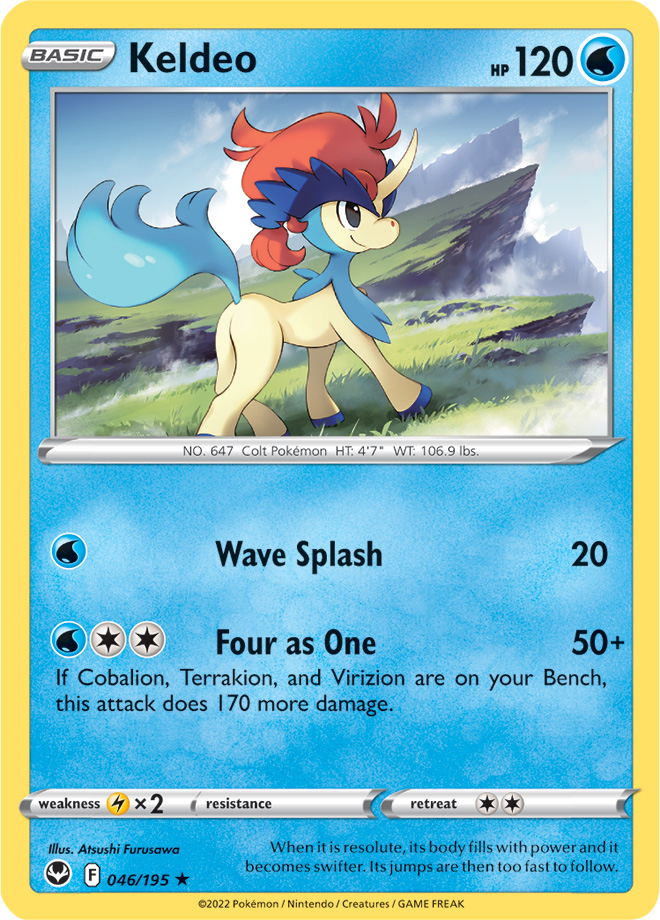 BASIC Keldeo HP 120
NO. 647 Colt Pokémon HT: 4'7" WT: 106.9 lbs.
Wave Splash 20
Four as One 50+
If Cobalion, Terrakion, and Virizion are on your Bench,
this attack does 170 more damage.
weakness ×2 resistance retreat
Illus. Atsushi Furusawa
When it is resolute, its body fills with power and it
becomes swifter. Its jumps are then too fast to follow.
F 046/195 ★
©2022 Pokémon / Nintendo / Creatures / GAME FREAK